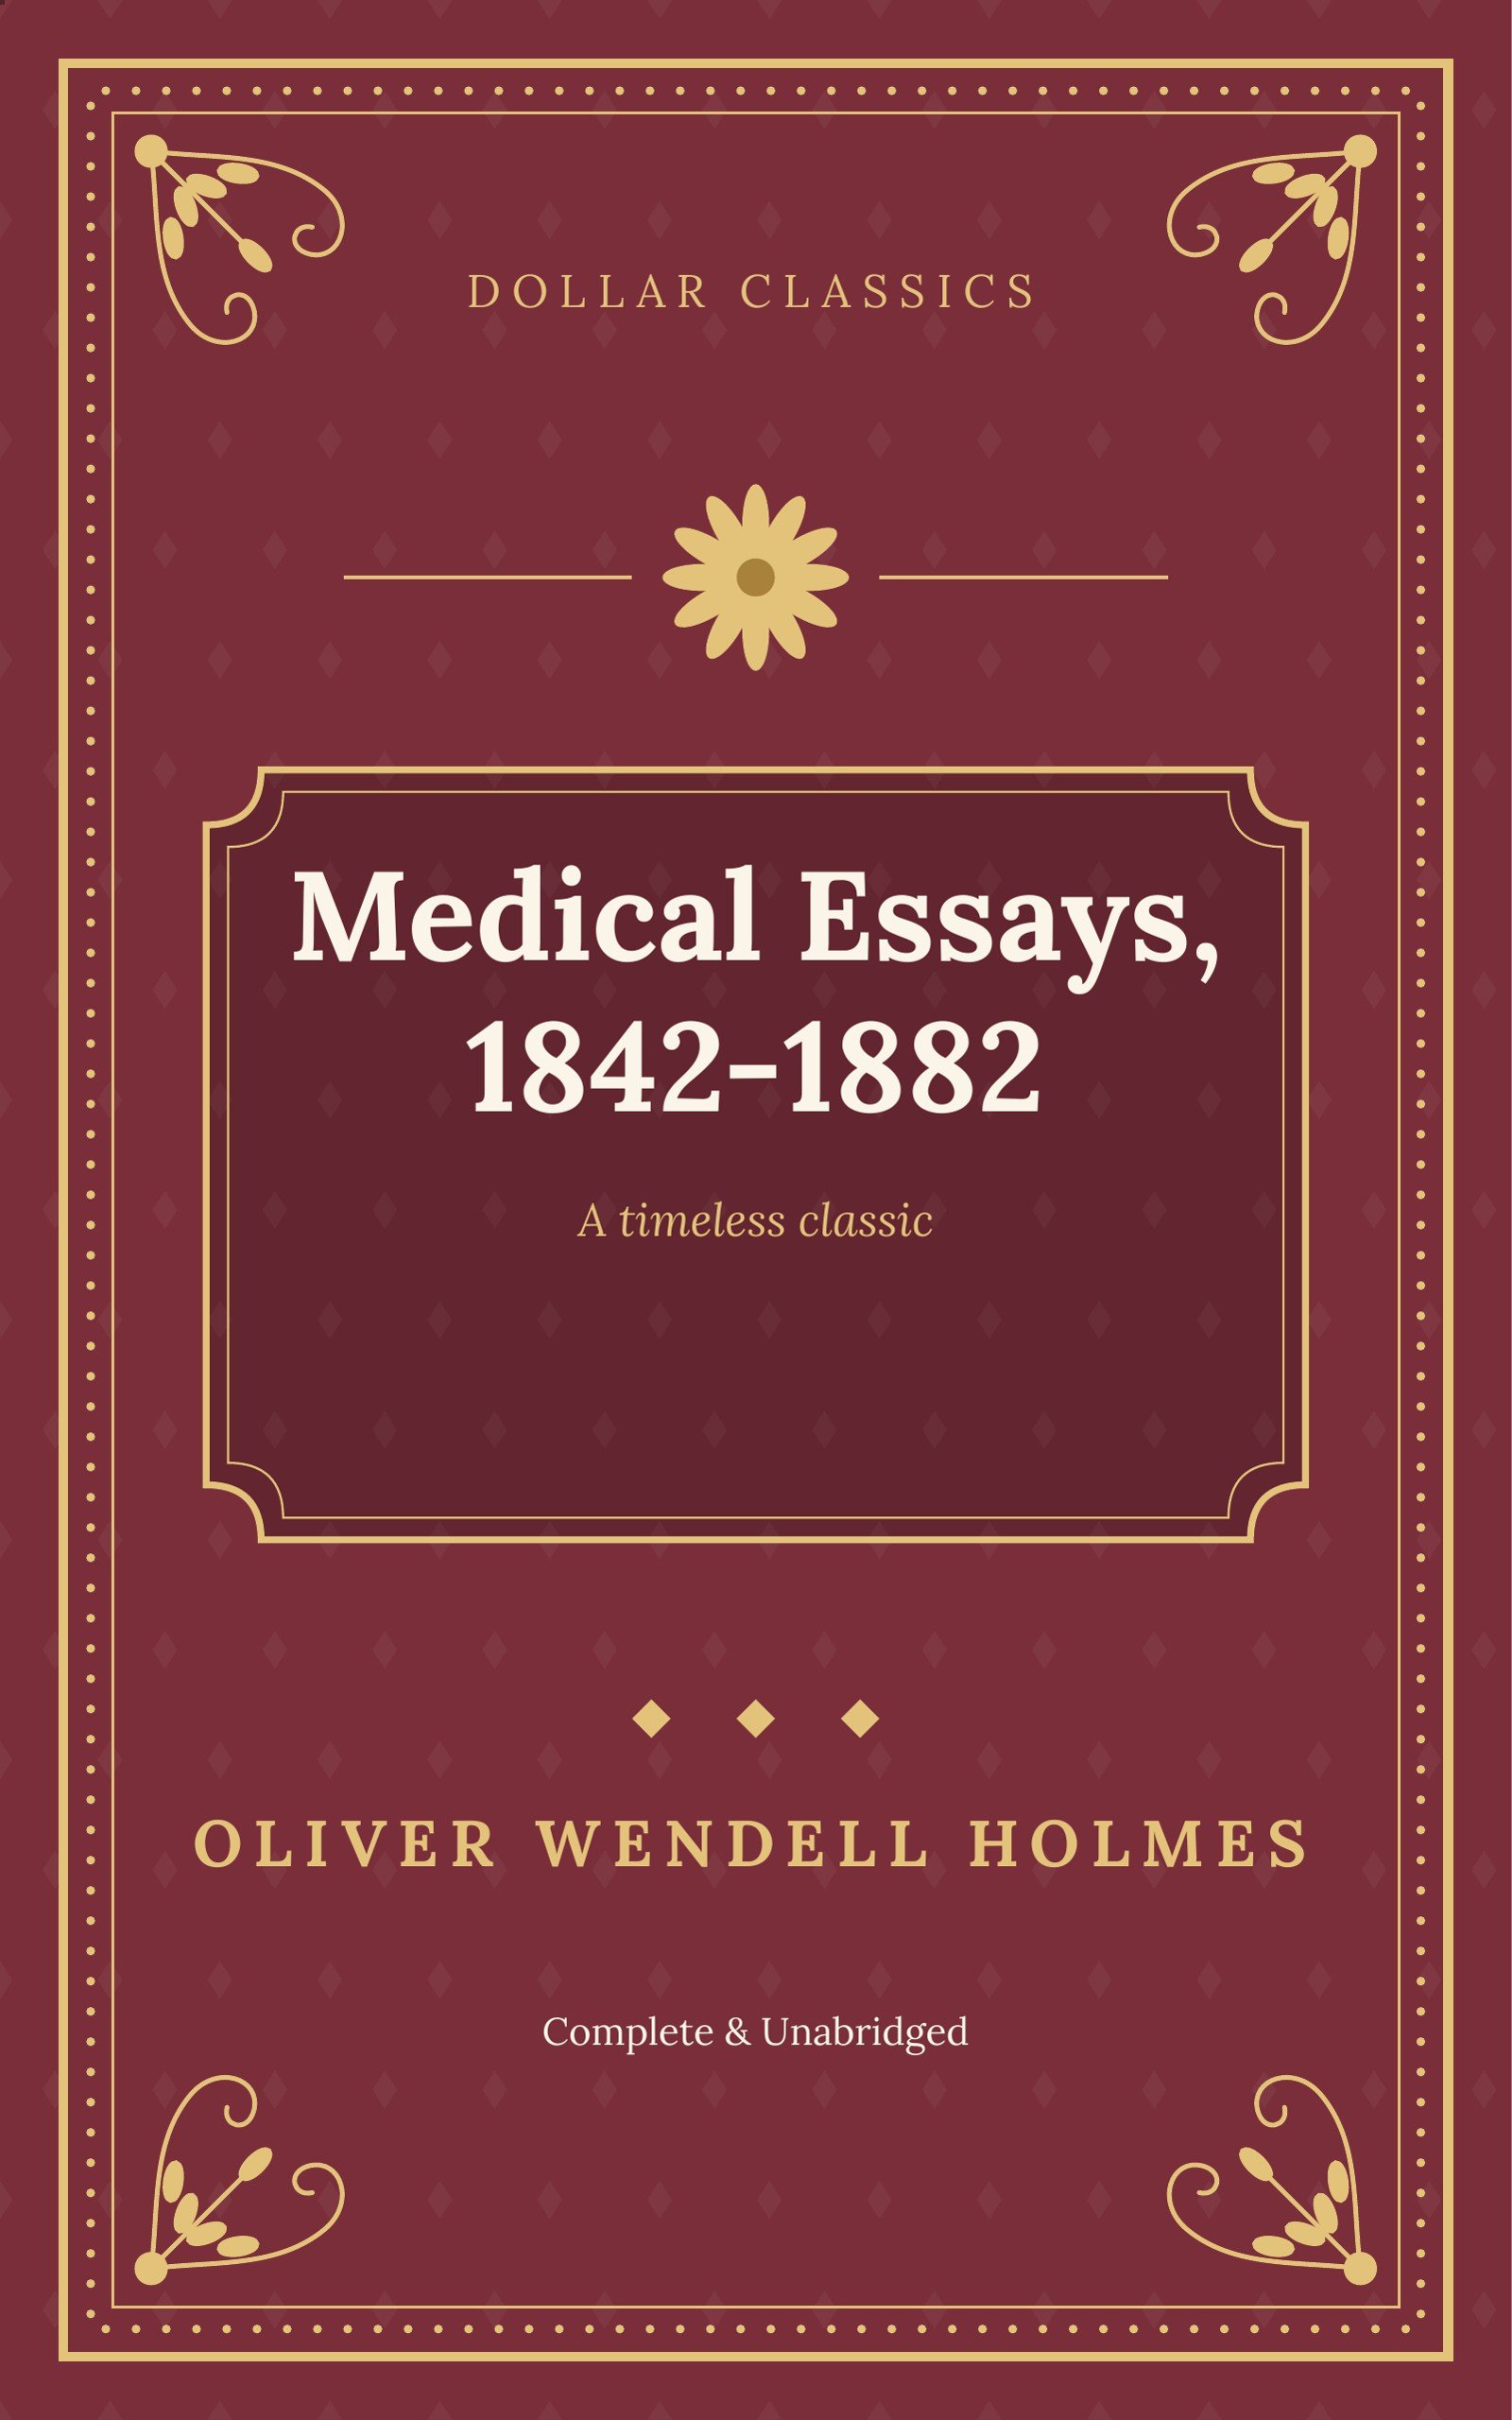 DOLLAR CLASSICS
Medical Essays,
1842–1882
A timeless classic
OLIVER WENDELL HOLMES
Complete & Unabridged